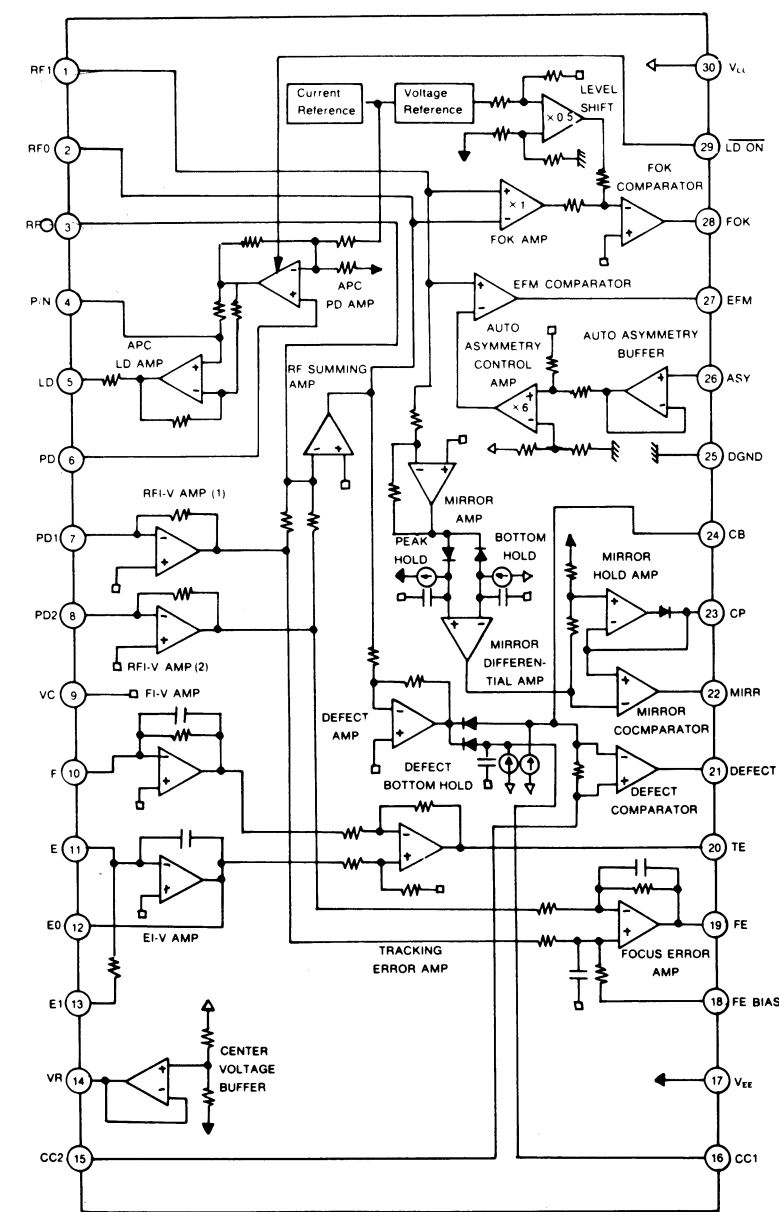 RF1 1
RF0 2
RF 3
P/N 4
LD 5
PD 6
PD1 7
PD2 8
VC 9
F 10
E 11
E0 12
E1 13
VR 14
CC2 15
30
29 LD ON
28 FOK
27 EFM
26 ASY
25 DGND
24 CB
23 CP
22 MIRR
21 DEFECT
20 TE
19 FE
18 FE BIAS
17 VEE
16 CC1
Current
Reference
Voltage
Reference
LEVEL
SHIFT
×0 5
FOK
COMPARATOR
×1
FOK AMP
APC
PD AMP
EFM COMPARATOR
APC
LD AMP
AUTO
ASYMMETRY
CONTROL
AMP
AUTO ASYMMETRY
BUFFER
×6
RF SUMMING
AMP
RFI-V AMP (1)
MIRROR
AMP
PEAK
HOLD
BOTTOM
HOLD
MIRROR
HOLD AMP
RFI-V AMP (2)
MIRROR
DIFFEREN-
TIAL AMP
FI-V AMP
MIRROR
COCMPARATOR
DEFECT
AMP
DEFECT
BOTTOM HOLD
DEFECT
COMPARATOR
EI-V AMP
TRACKING
ERROR AMP
FOCUS ERROR
AMP
CENTER
VOLTAGE
BUFFER